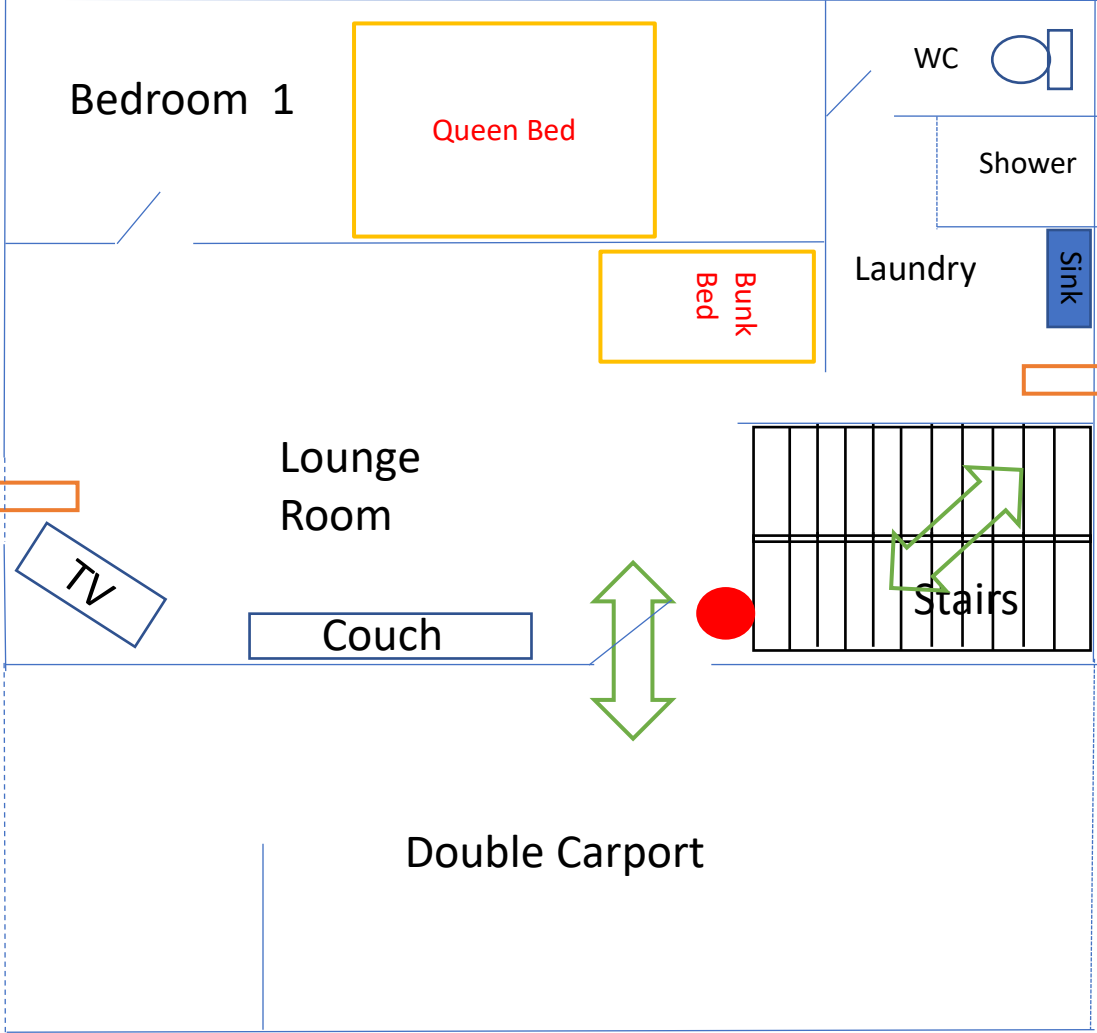 WC
Bedroom 1
Queen Bed
Shower
Laundry
Sink
Bunk
Bed
Lounge
Room
TV
Stairs
Couch
Double Carport